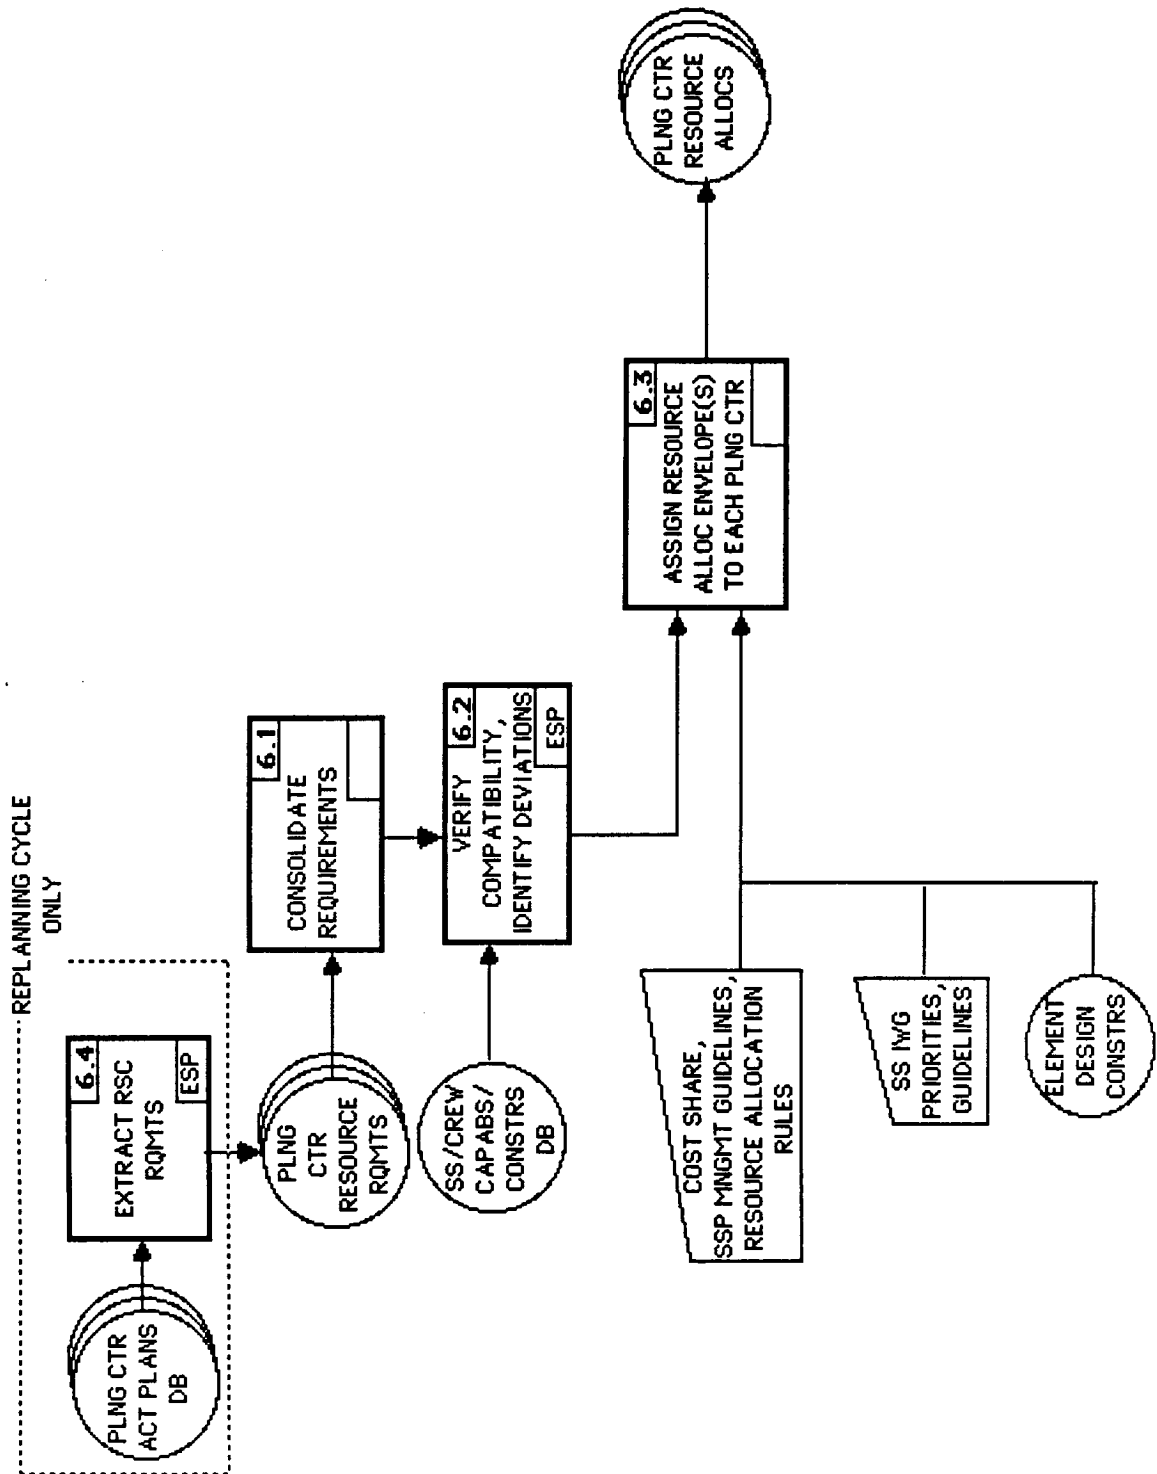 REPLANNING CYCLE
ONLY
PLNG CTR
ACT PLANS
DB
6.4
EXTRACT RSC
RQMTS
ESP
PLNG
CTR
RESOURCE
RQMTS
6.1
CONSOLIDATE
REQUIREMENTS
SS/CREW
CAPABS/
CONSTRS
DB
6.2
VERIFY
COMPATIBILITY,
IDENTIFY DEVIATIONS
ESP
COST SHARE,
SSP MNGMT GUIDELINES,
RESOURCE ALLOCATION
RULES
SS IWG
PRIORITIES,
GUIDELINES
ELEMENT
DESIGN
CONSTRS
6.3
ASSIGN RESOURCE
ALLOC ENVELOPE(S)
TO EACH PLNG CTR
PLNG CTR
RESOURCE
ALLOCS